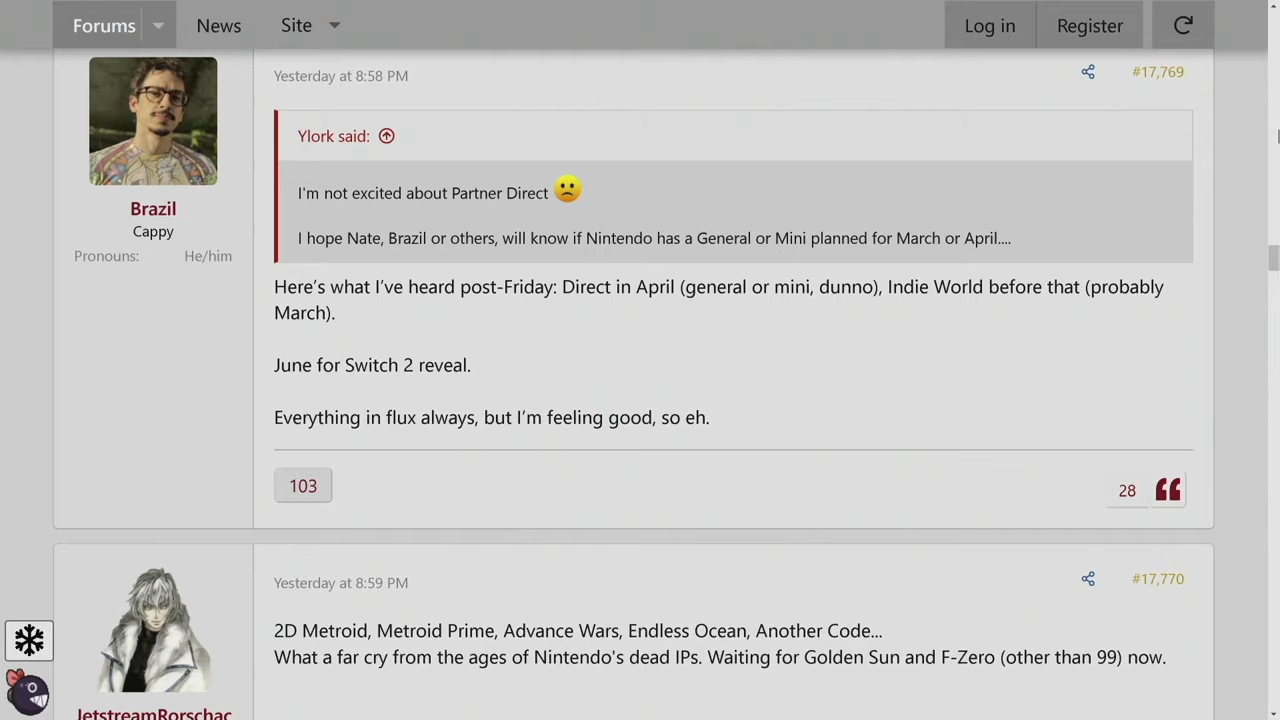 Forums
News
Site
Log in
Register
Yesterday at 8:58 PM
#17,769
Ylork said:
I'm not excited about Partner Direct
I hope Nate, Brazil or others, will know if Nintendo has a General or Mini planned for March or April....
Brazil
Cappy
Pronouns: He/him
Here’s what I’ve heard post-Friday: Direct in April (general or mini, dunno), Indie World before that (probably
March).
June for Switch 2 reveal.
Everything in flux always, but I’m feeling good, so eh.
103
28
Yesterday at 8:59 PM
#17,770
2D Metroid, Metroid Prime, Advance Wars, Endless Ocean, Another Code...
What a far cry from the ages of Nintendo's dead IPs. Waiting for Golden Sun and F-Zero (other than 99) now.
JetstreamRorschac